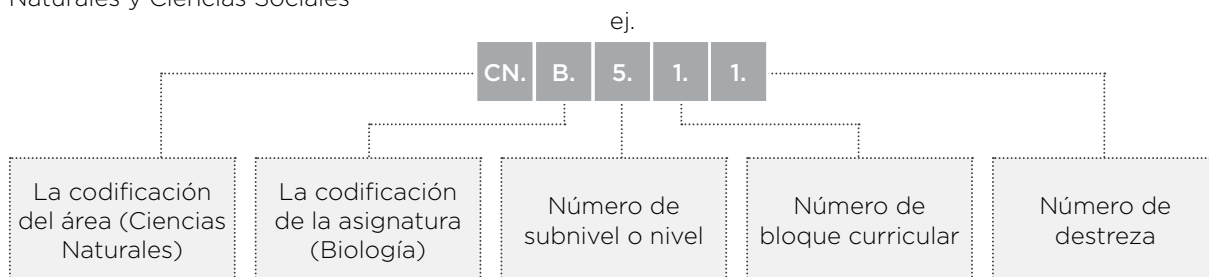 Naturales y Ciencias Sociales
ej.
CN. B. 5. 1. 1.
La codificación
del área (Ciencias
Naturales)
La codificación
de la asignatura
(Biología)
Número de
subnivel o nivel
Número de
bloque curricular
Número de
destreza